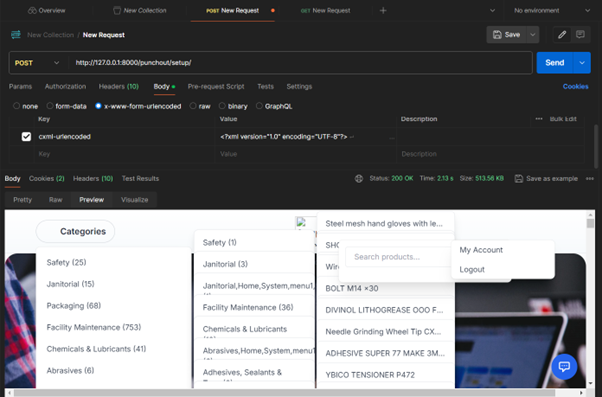 Overview
New Collection
POST New Request
GET New Request
No environment
New Collection / New Request
Save
POST
http://127.0.0.1:8000/punchout/setup/
Send
Params Authorization Headers (10) Body Pre-request Script Tests Settings Cookies
none form-data x-www-form-urlencoded raw binary GraphQL
Key Value Description Bulk Edit
cxml-urlencoded <?xml version="1.0" encoding="UTF-8"?>
Key Value Description
Body Cookies (2) Headers (10) Test Results Status: 200 OK Time: 2.13 s Size: 513.56 KB Save as example
Pretty Raw Preview Visualize
Categories
Safety (25)
Janitorial (15)
Packaging (68)
Facility Maintenance (753)
Chemicals & Lubricants (41)
Abrasives (6)
Safety (1)
Janitorial (3)
Janitorial,Home,System,menu1,
Facility Maintenance (36)
Chemicals & Lubricants
Abrasives,Home,System,menu1,
Adhesives, Sealants &
Steel mesh hand gloves with le...
BOLT M14 x30
DIVINOL LITHOGREASE OOO F...
Needle Grinding Wheel Tip CX...
ADHESIVE SUPER 77 MAKE 3M...
YBICO TENSIONER P472
Search products...
My Account
Logout